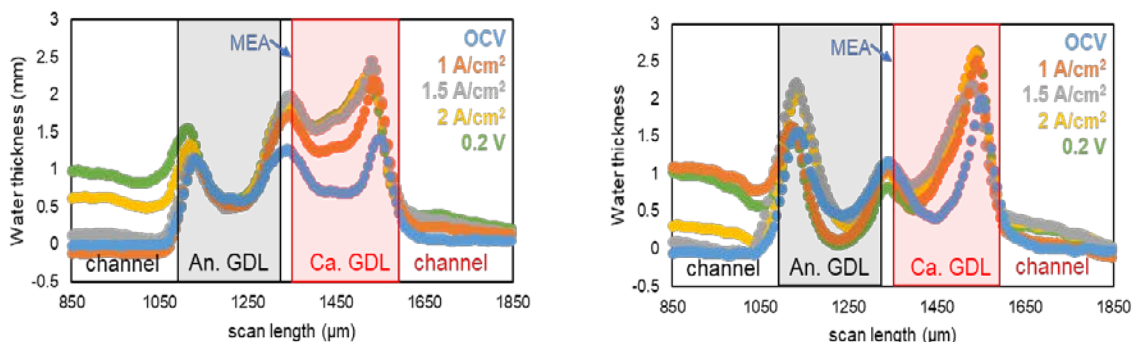 3
2.5
2
1.5
1
0.5
0
-0.5
Water thickness (mm)
MEA
OCV
1 A/cm²
1.5 A/cm²
2 A/cm²
0.2 V
channel
An. GDL
Ca. GDL
channel
850 1050 1250 1450 1650 1850
scan length (µm)
3
2.5
2
1.5
1
0.5
0
-0.5
Water thickness
MEA
OCV
1 A/cm²
1.5 A/cm²
2 A/cm²
0.2 V
channel
An. GDL
Ca. GDL
channel
850 1050 1250 1450 1650 1850
scan length (µm)